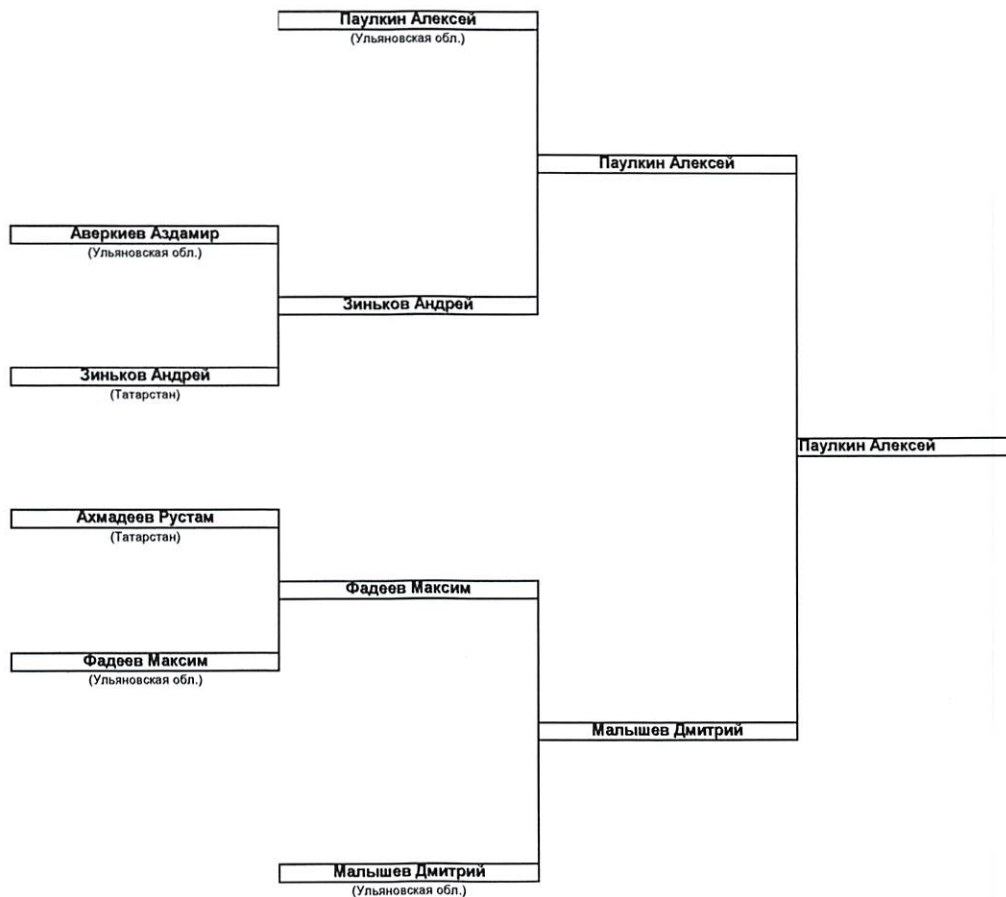 Паулкин Алексей
(Ульяновская обл.)
Паулкин Алексей
Аверкиев Аздамир
(Ульяновская обл.)
Зиньков Андрей
Зиньков Андрей
(Татарстан)
Паулкин Алексей
Ахмадеев Рустам
(Татарстан)
Фадеев Максим
Фадеев Максим
(Ульяновская обл.)
Малышев Дмитрий
Малышев Дмитрий
(Ульяновская обл.)